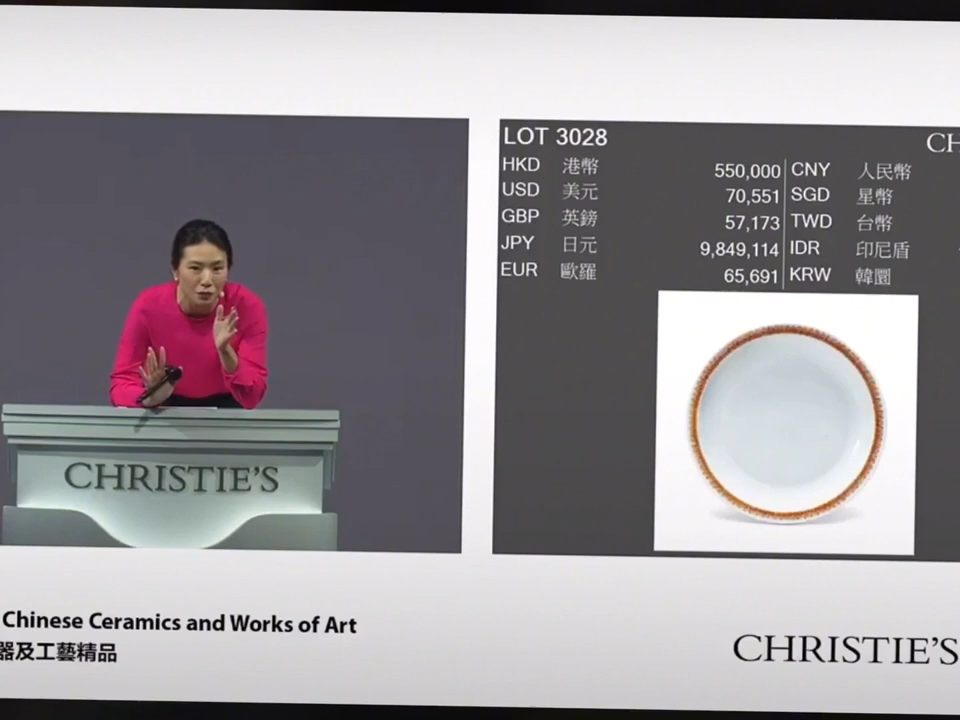 CHRISTIE'S
LOT 3028
CH
HKD 港幣 550,000 CNY 人民幣
USD 美元 70,551 SGD 星幣
GBP 英鎊 57,173 TWD 台幣
JPY 日元 9,849,114 IDR 印尼盾
EUR 歐羅 65,691 KRW 韓圜
Chinese Ceramics and Works of Art
器及工藝精品
CHRISTIE'S